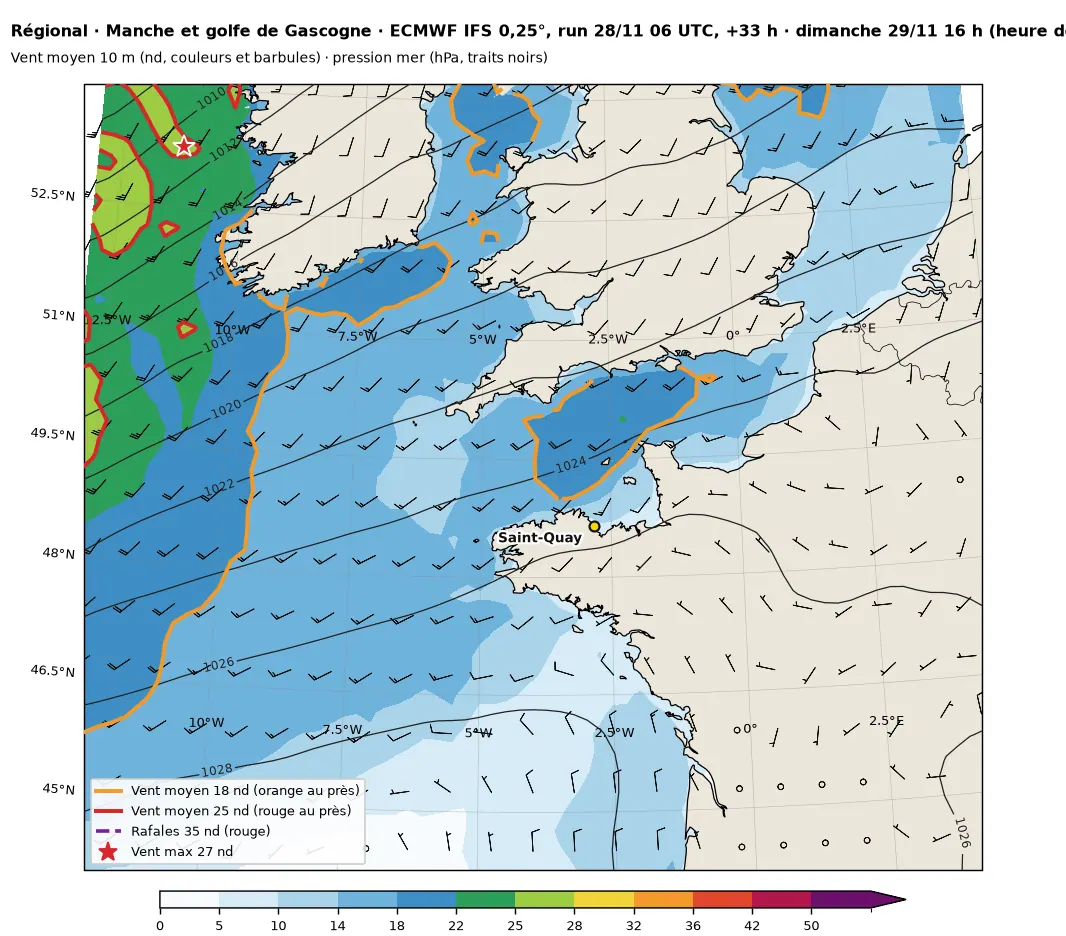 Régional · Manche et golfe de Gascogne · ECMWF IFS 0,25°, run 28/11 06 UTC, +33 h · dimanche 29/11 16 h (heure d
Vent moyen 10 m (nd, couleurs et barbules) · pression mer (hPa, traits noirs)
1010
1012
52.5°N
1014
1016
51°N
2.5°W
10°W
7.5°W
5°W
2.5°W
0°
2.5°E
1018
1020
49.5°N
1024
1022
Saint-Quay
48°N
1026
46.5°N
10°W
7.5°W
5°W
2.5°W
0°
2.5°E
1028
45°N
1026
Vent moyen 18 nd (orange au près)
Vent moyen 25 nd (rouge au près)
Rafales 35 nd (rouge)
Vent max 27 nd
0 5 10 14 18 22 25 28 32 36 42 50